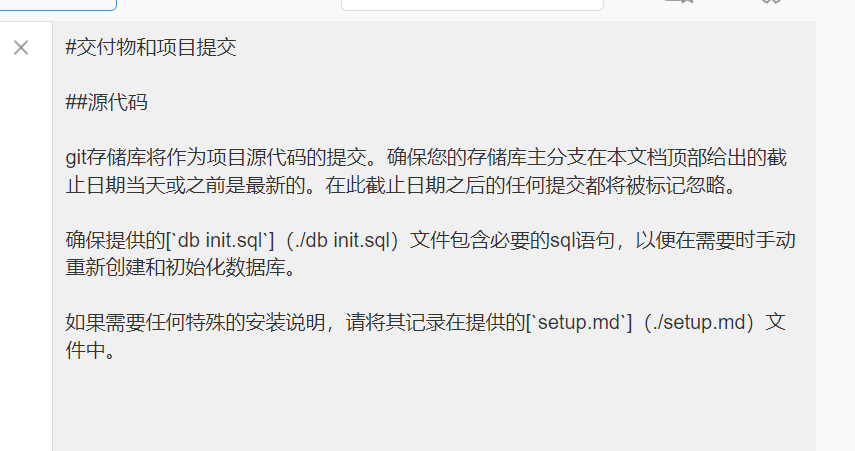 #交付物和项目提交
##源代码
git存储库将作为项目源代码的提交。确保您的存储库主分支在本文档顶部给出的截
止日期当天或之前是最新的。在此截止日期之后的任何提交都将被标记忽略。
确保提供的[`db init.sql`]（./db init.sql）文件包含必要的sql语句，以便在需要时手动
重新创建和初始化数据库。
如果需要任何特殊的安装说明，请将其记录在提供的[`setup.md`]（./setup.md）文
件中。